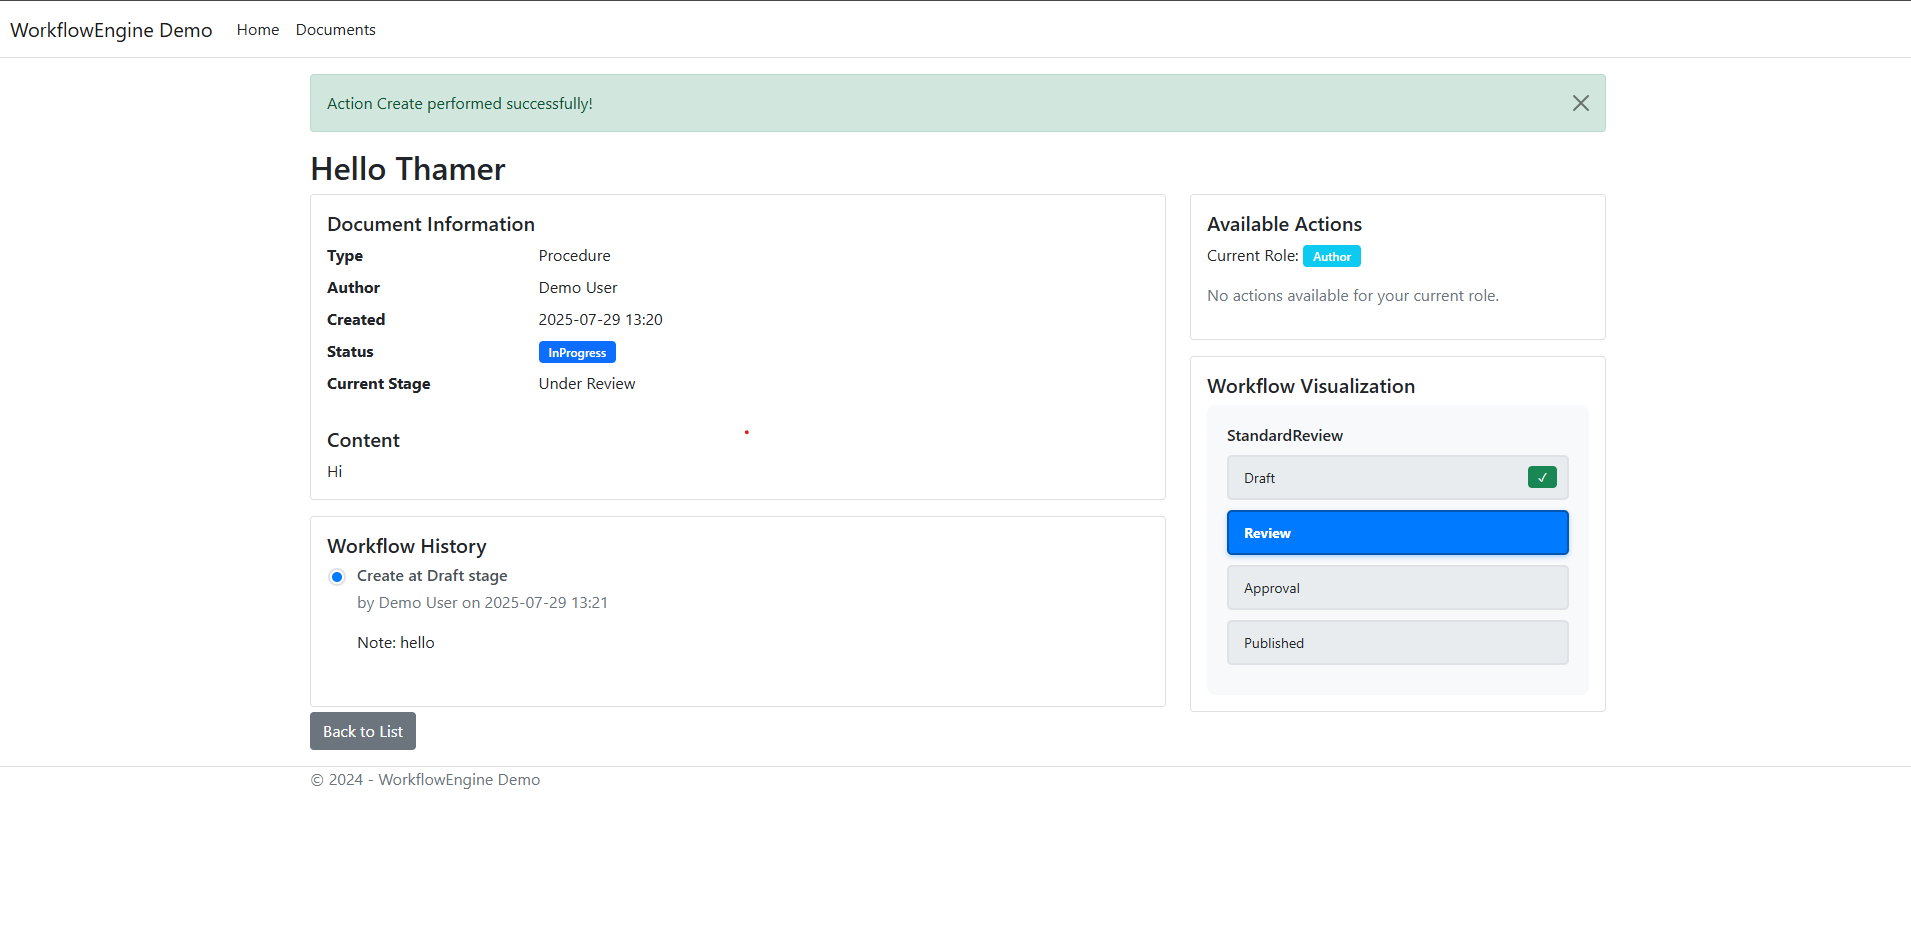 WorkflowEngine Demo Home Documents
Action Create performed successfully!
Hello Thamer
Document Information
Type Procedure
Author Demo User
Created 2025-07-29 13:20
Status InProgress
Current Stage Under Review
Content
Hi
Workflow History
Create at Draft stage
by Demo User on 2025-07-29 13:21
Note: hello
Back to List
Available Actions
Current Role: Author
No actions available for your current role.
Workflow Visualization
StandardReview
Draft ✓
Review
Approval
Published
© 2024 - WorkflowEngine Demo